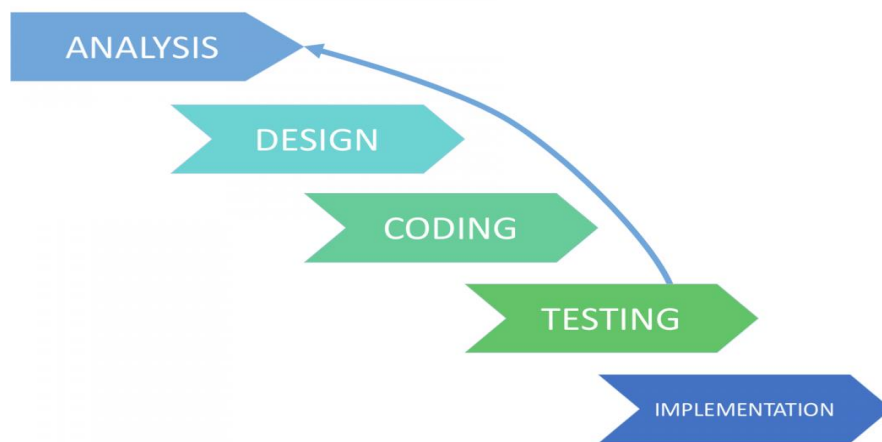 ANALYSIS
DESIGN
CODING
TESTING
IMPLEMENTATION